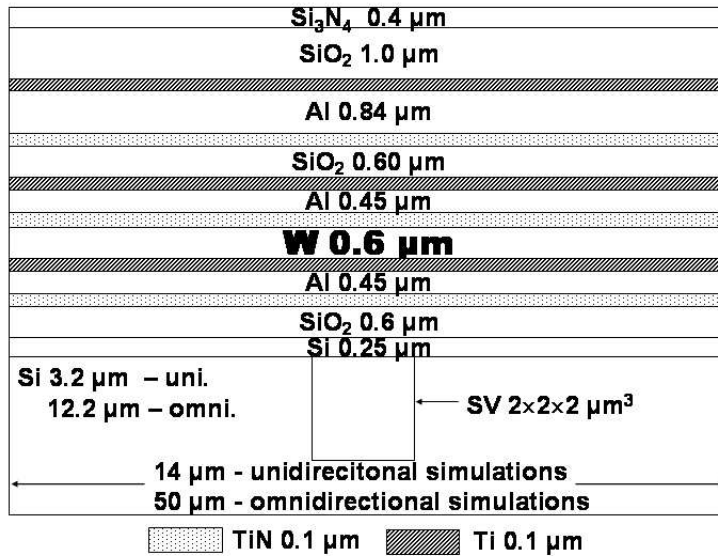 Si₃N₄ 0.4 µm
SiO₂ 1.0 µm
Al 0.84 µm
SiO₂ 0.60 µm
Al 0.45 µm
W 0.6 µm
Al 0.45 µm
SiO₂ 0.6 µm
Si 0.25 µm
Si 3.2 µm – uni.
12.2 µm – omni.
SV 2×2×2 µm³
14 µm - unidirecitonal simulations
50 µm - omnidirectional simulations
TiN 0.1 µm Ti 0.1 µm